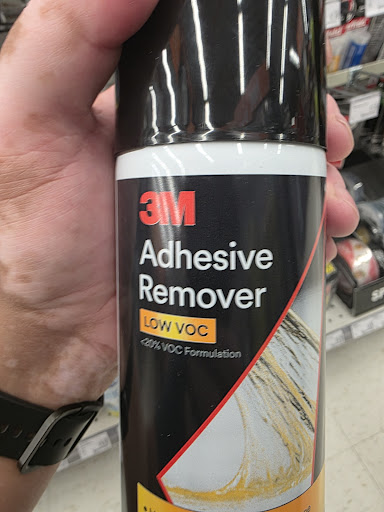 3M
Adhesive
Remover
LOW VOC
<20% VOC Formulation